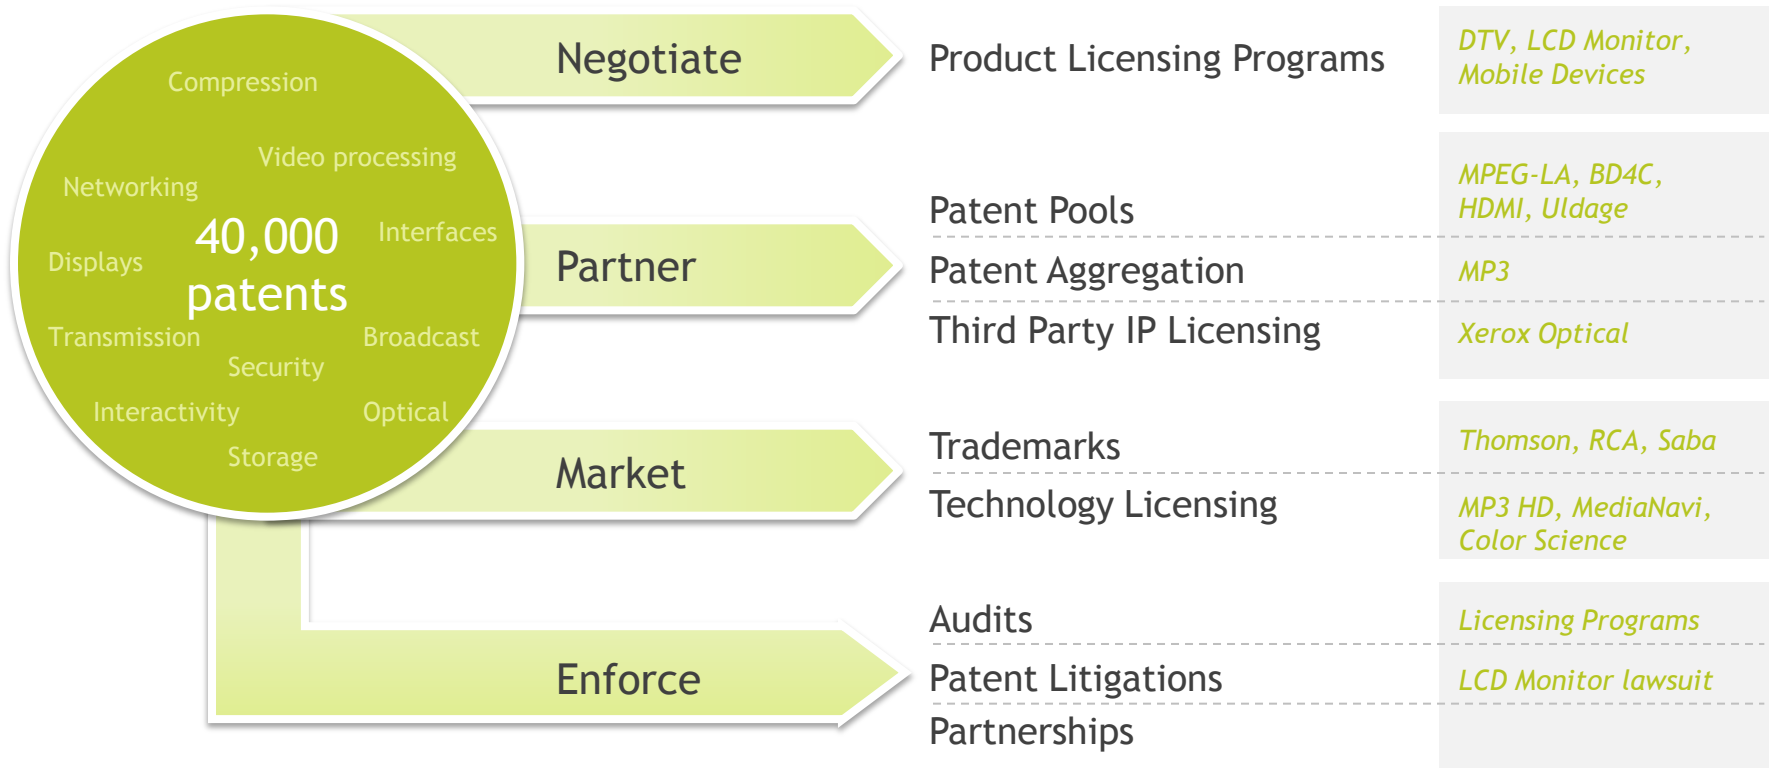 Compression
Video processing
Networking
40,000
patents
Interfaces
Displays
Transmission
Broadcast
Security
Interactivity
Optical
Storage
Negotiate
Product Licensing Programs
DTV, LCD Monitor,
Mobile Devices
Partner
Patent Pools
MPEG-LA, BD4C,
HDMI, Uldage
Patent Aggregation
MP3
Third Party IP Licensing
Xerox Optical
Market
Trademarks
Thomson, RCA, Saba
Technology Licensing
MP3 HD, MediaNavi,
Color Science
Enforce
Audits
Licensing Programs
Patent Litigations
LCD Monitor lawsuit
Partnerships